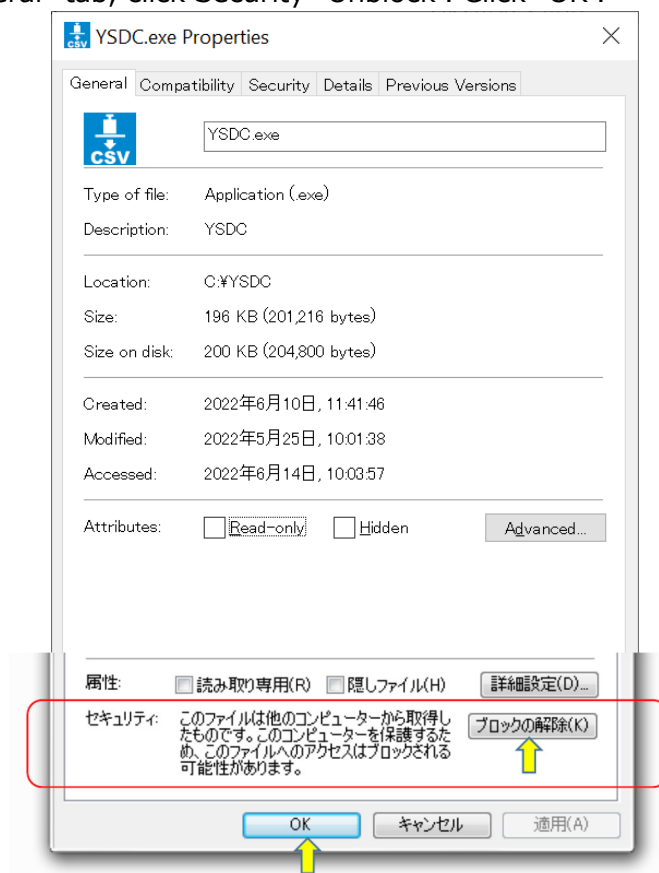 tab, click Security "Unblock". Click "OK".
YSDC.exe Properties
General Compatibility Security Details Previous Versions
CSV
CSV
YSDC.exe
Type of file: Application (.exe)
Description: YSDC
Location: C:¥YSDC
Size: 196 KB (201,216 bytes)
Size on disk: 200 KB (204,800 bytes)
Created: 2022年6月10日, 11:41:46
Modified: 2022年5月25日, 10:01:38
Accessed: 2022年6月14日, 10:03:57
Attributes: Read-only Hidden Advanced...
属性: 読み取り専用(R) 隠しファイル(H) 詳細設定(D)...
セキュリティ: このファイルは他のコンピューターから取得し
たものです。このコンピューターを保護するた
め、このファイルへのアクセスはブロックされる
可能性があります。
ブロックの解除(K)
OK キャンセル 適用(A)